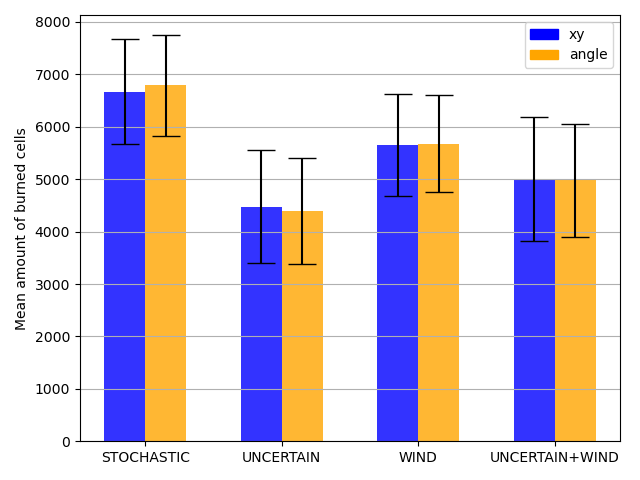 8000
7000
6000
5000
4000
3000
2000
1000
0
Mean amount of burned cells
xy
angle
STOCHASTIC UNCERTAIN WIND UNCERTAIN+WIND